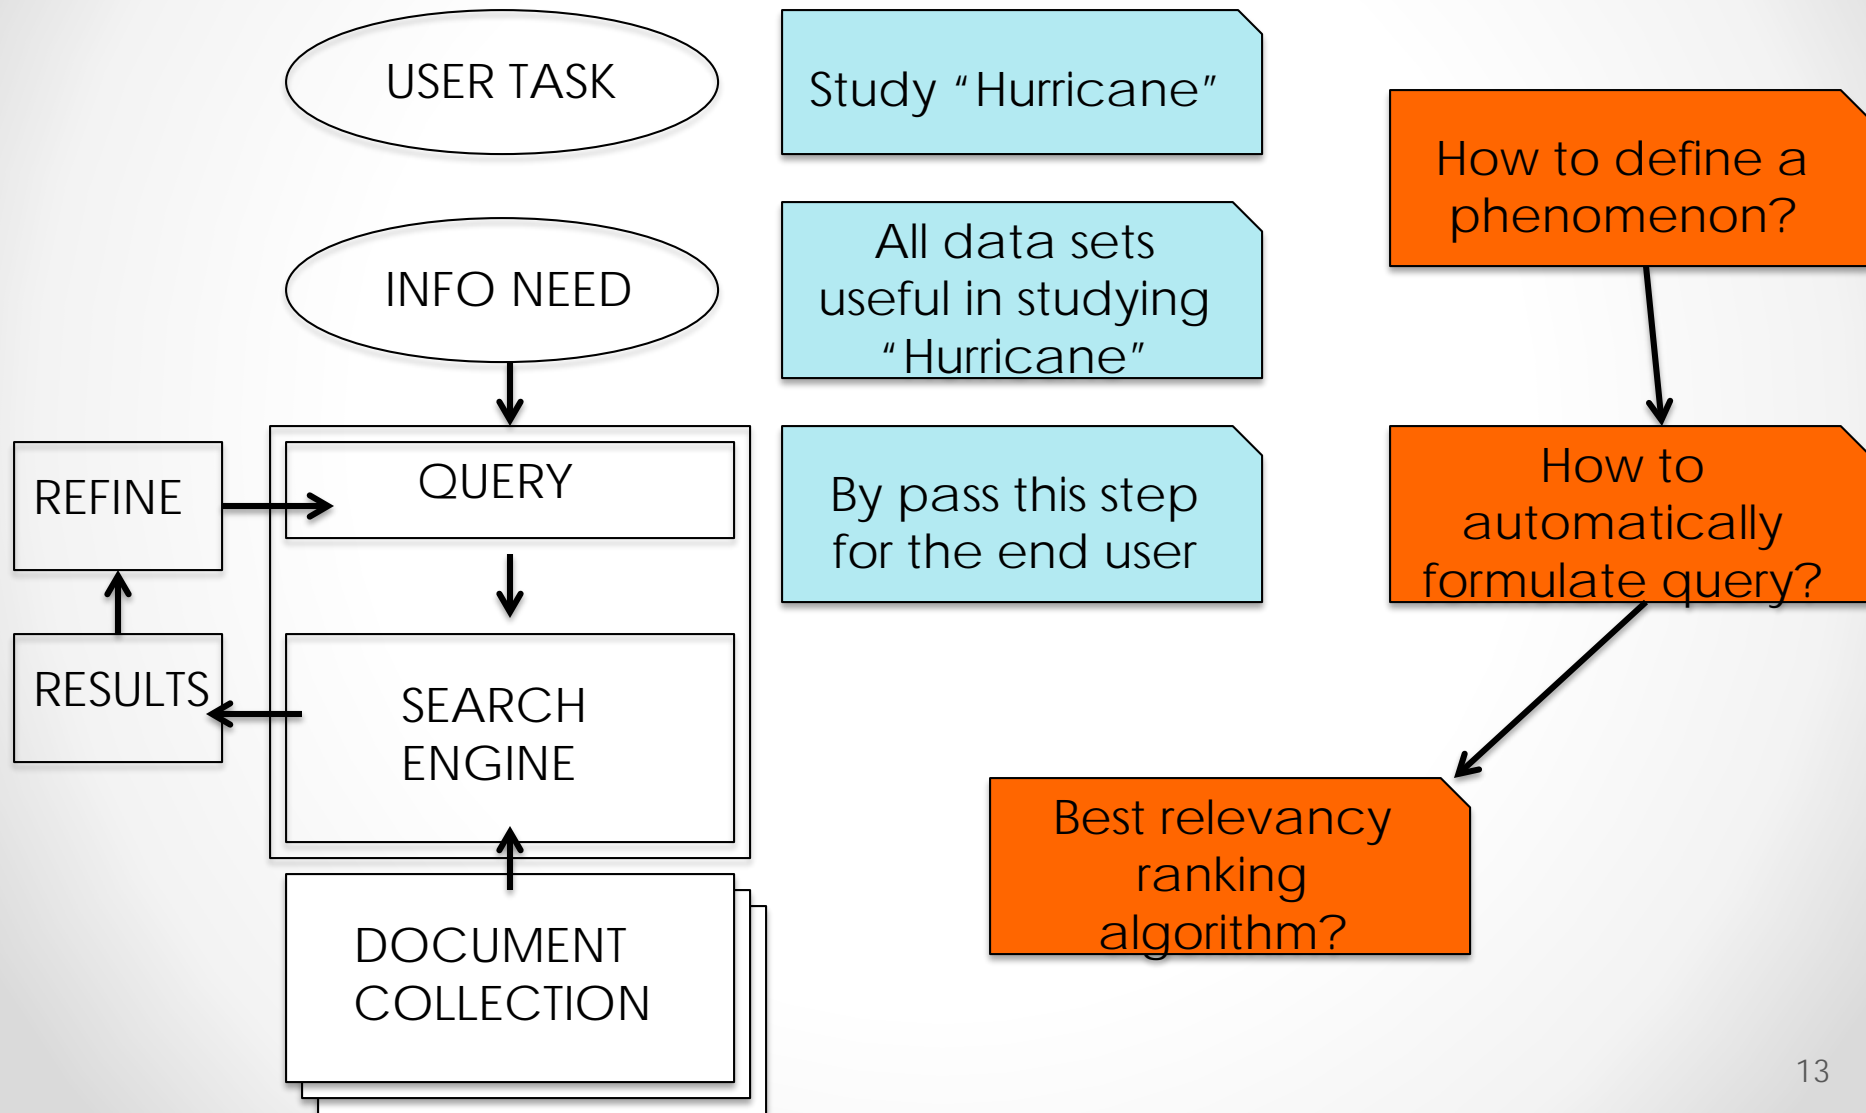 USER TASK
Study “Hurricane”
How to define a
phenomenon?
INFO NEED
All data sets
useful in studying
“Hurricane”
REFINE
QUERY
By pass this step
for the end user
How to
automatically
formulate query?
RESULTS
SEARCH
ENGINE
Best relevancy
ranking
algorithm?
DOCUMENT
COLLECTION
13